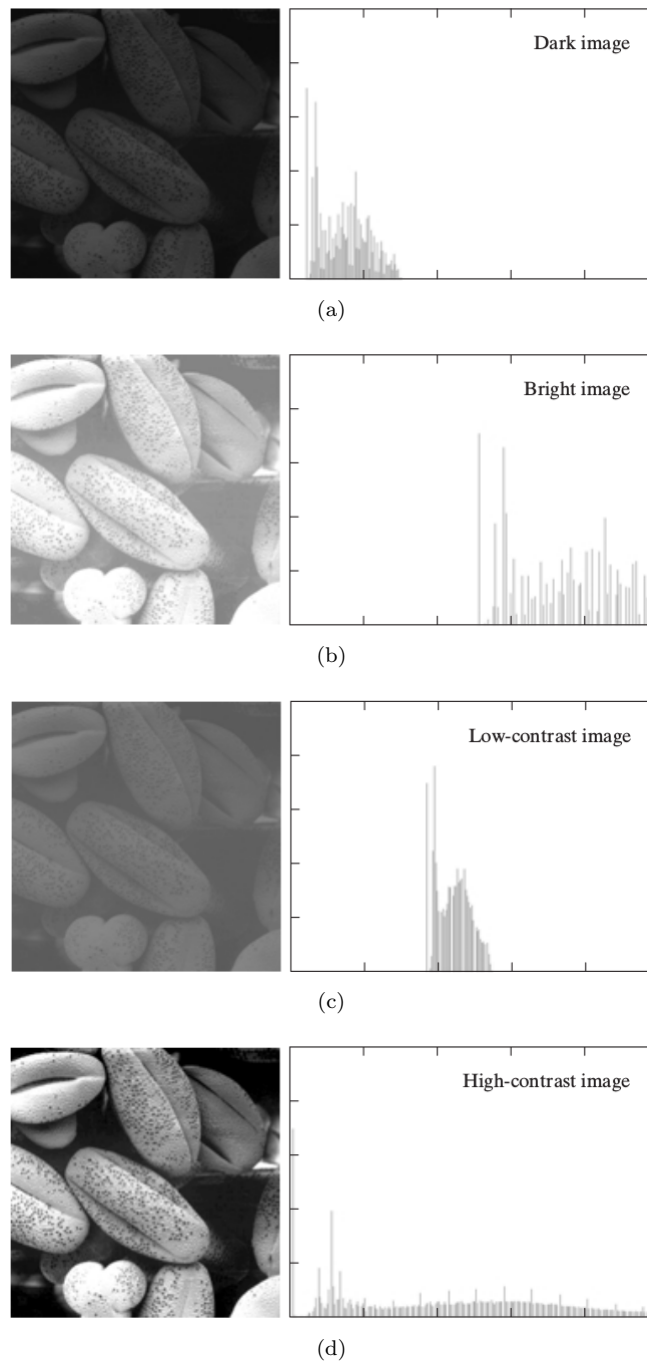 Dark image
(a)
Bright image
(b)
Low-contrast image
(c)
High-contrast image
(d)